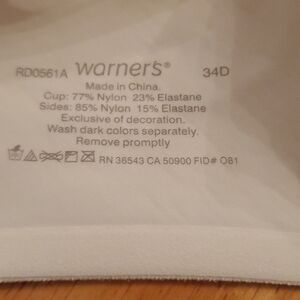 RD0561A warner's® 34D
Made in China.
Cup: 77% Nylon 23% Elastane
Sides: 85% Nylon 15% Elastane
Exclusive of decoration.
Wash dark colors separately.
Remove promptly
RN 36543 CA 50900 FID# OB1